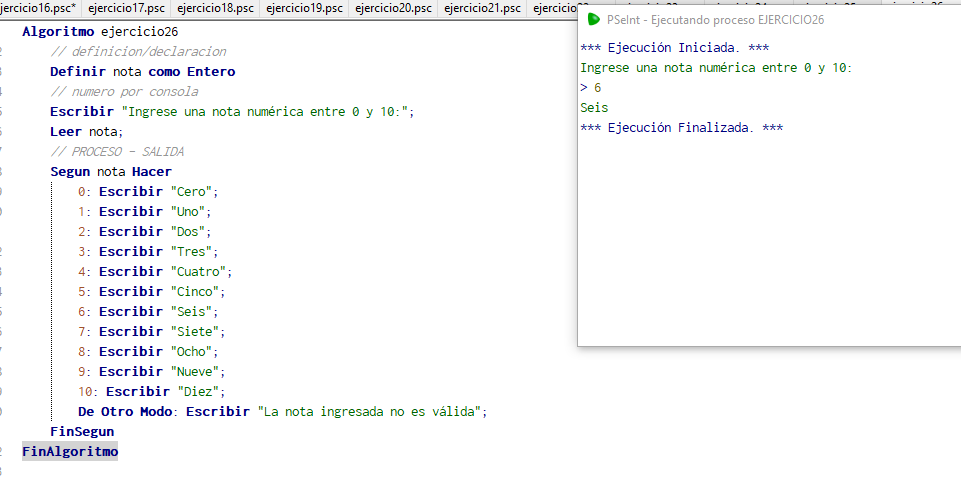 jercicio16.psc* ejercicio17.psc ejercicio18.psc ejercicio19.psc ejercicio20.psc ejercicio21.psc
Algoritmo ejercicio26
// definicion/declaracion
Definir nota como Entero
// numero por consola
Escribir "Ingrese una nota numérica entre 0 y 10:";
Leer nota;
// PROCESO - SALIDA
Segun nota Hacer
0: Escribir "Cero";
1: Escribir "Uno";
2: Escribir "Dos";
3: Escribir "Tres";
4: Escribir "Cuatro";
5: Escribir "Cinco";
6: Escribir "Seis";
7: Escribir "Siete";
8: Escribir "Ocho";
9: Escribir "Nueve";
10: Escribir "Diez";
De Otro Modo: Escribir "La nota ingresada no es válida";
FinSegun
FinAlgoritmo
PSeInt - Ejecutando proceso EJERCICIO26
*** Ejecución Iniciada. ***
Ingrese una nota numérica entre 0 y 10:
> 6
Seis
*** Ejecución Finalizada. ***